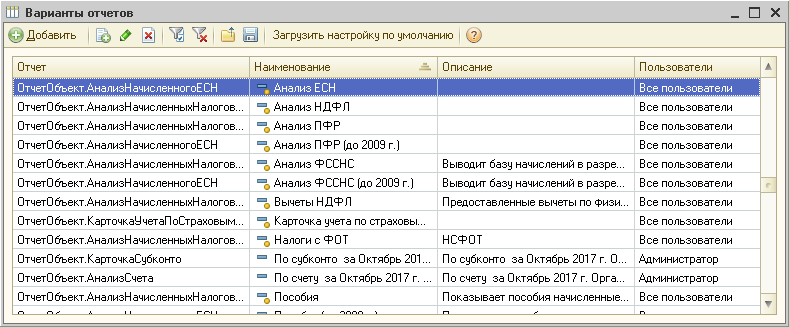 Варианты отчетов
Добавить Загрузить настройку по умолчанию
Отчет Наименование Описание Пользователи
ОтчетОбъект.АнализНачисленногоЕСН Анализ ЕСН Все пользователи
ОтчетОбъект.АнализНачисленныхНалогов... Анализ НДФЛ Все пользователи
ОтчетОбъект.АнализНачисленныхНалогов... Анализ ПФР Все пользователи
ОтчетОбъект.АнализНачисленногоЕСН Анализ ПФР (до 2009 г.) Все пользователи
ОтчетОбъект.АнализНачисленныхНалогов... Анализ ФССНС Выводит базу начислений в разре... Все пользователи
ОтчетОбъект.АнализНачисленногоЕСН Анализ ФССНС (до 2009 г.) Выводит базу начислений в разре... Все пользователи
ОтчетОбъект.АнализНачисленныхНалогов... Вычеты НДФЛ Предоставленные вычеты по физи... Все пользователи
ОтчетОбъект.КарточкаУчетаПоСтраховым... Карточка учета по страховы... Все пользователи
ОтчетОбъект.АнализНачисленныхНалогов... Налоги с ФОТ НСФОТ Все пользователи
ОтчетОбъект.КарточкаСубконто По субконто за Октябрь 201... По субконто за Октябрь 2017 г. О... Администратор
ОтчетОбъект.АнализСчета По счету за Октябрь 2017 г. ... По счету за Октябрь 2017 г. Орга... Администратор
ОтчетОбъект.АнализНачисленныхНалогов... Пособия Показывает пособия начисленные... Все пользователи